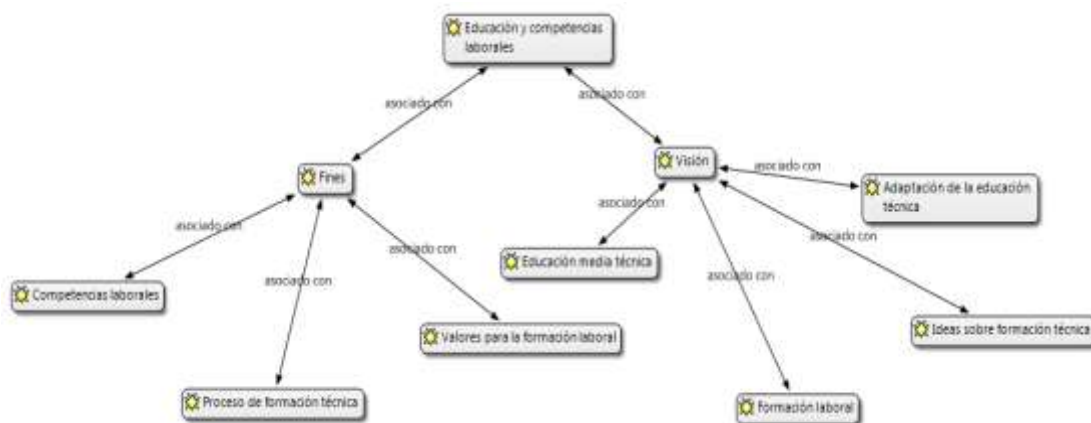 Educación y competencias
laborales
asociado con
asociado con
Visión
asociado con
Fines
Adaptación de la educación
técnica
asociado con
asociado con
asociado con
asociado con
Educación media técnica
asociado con
asociado con
Competencias laborales
Ideas sobre formación técnica
Valores para la formación laboral
Proceso de formación técnica
Formación laboral